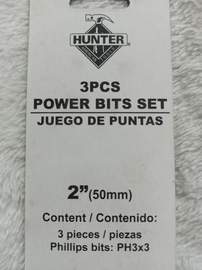 HUNTER
3PCS
POWER BITS SET
JUEGO DE PUNTAS
2”(50mm)
Content / Contenido:
3 pieces / piezas
Phillips bits: PH3x3